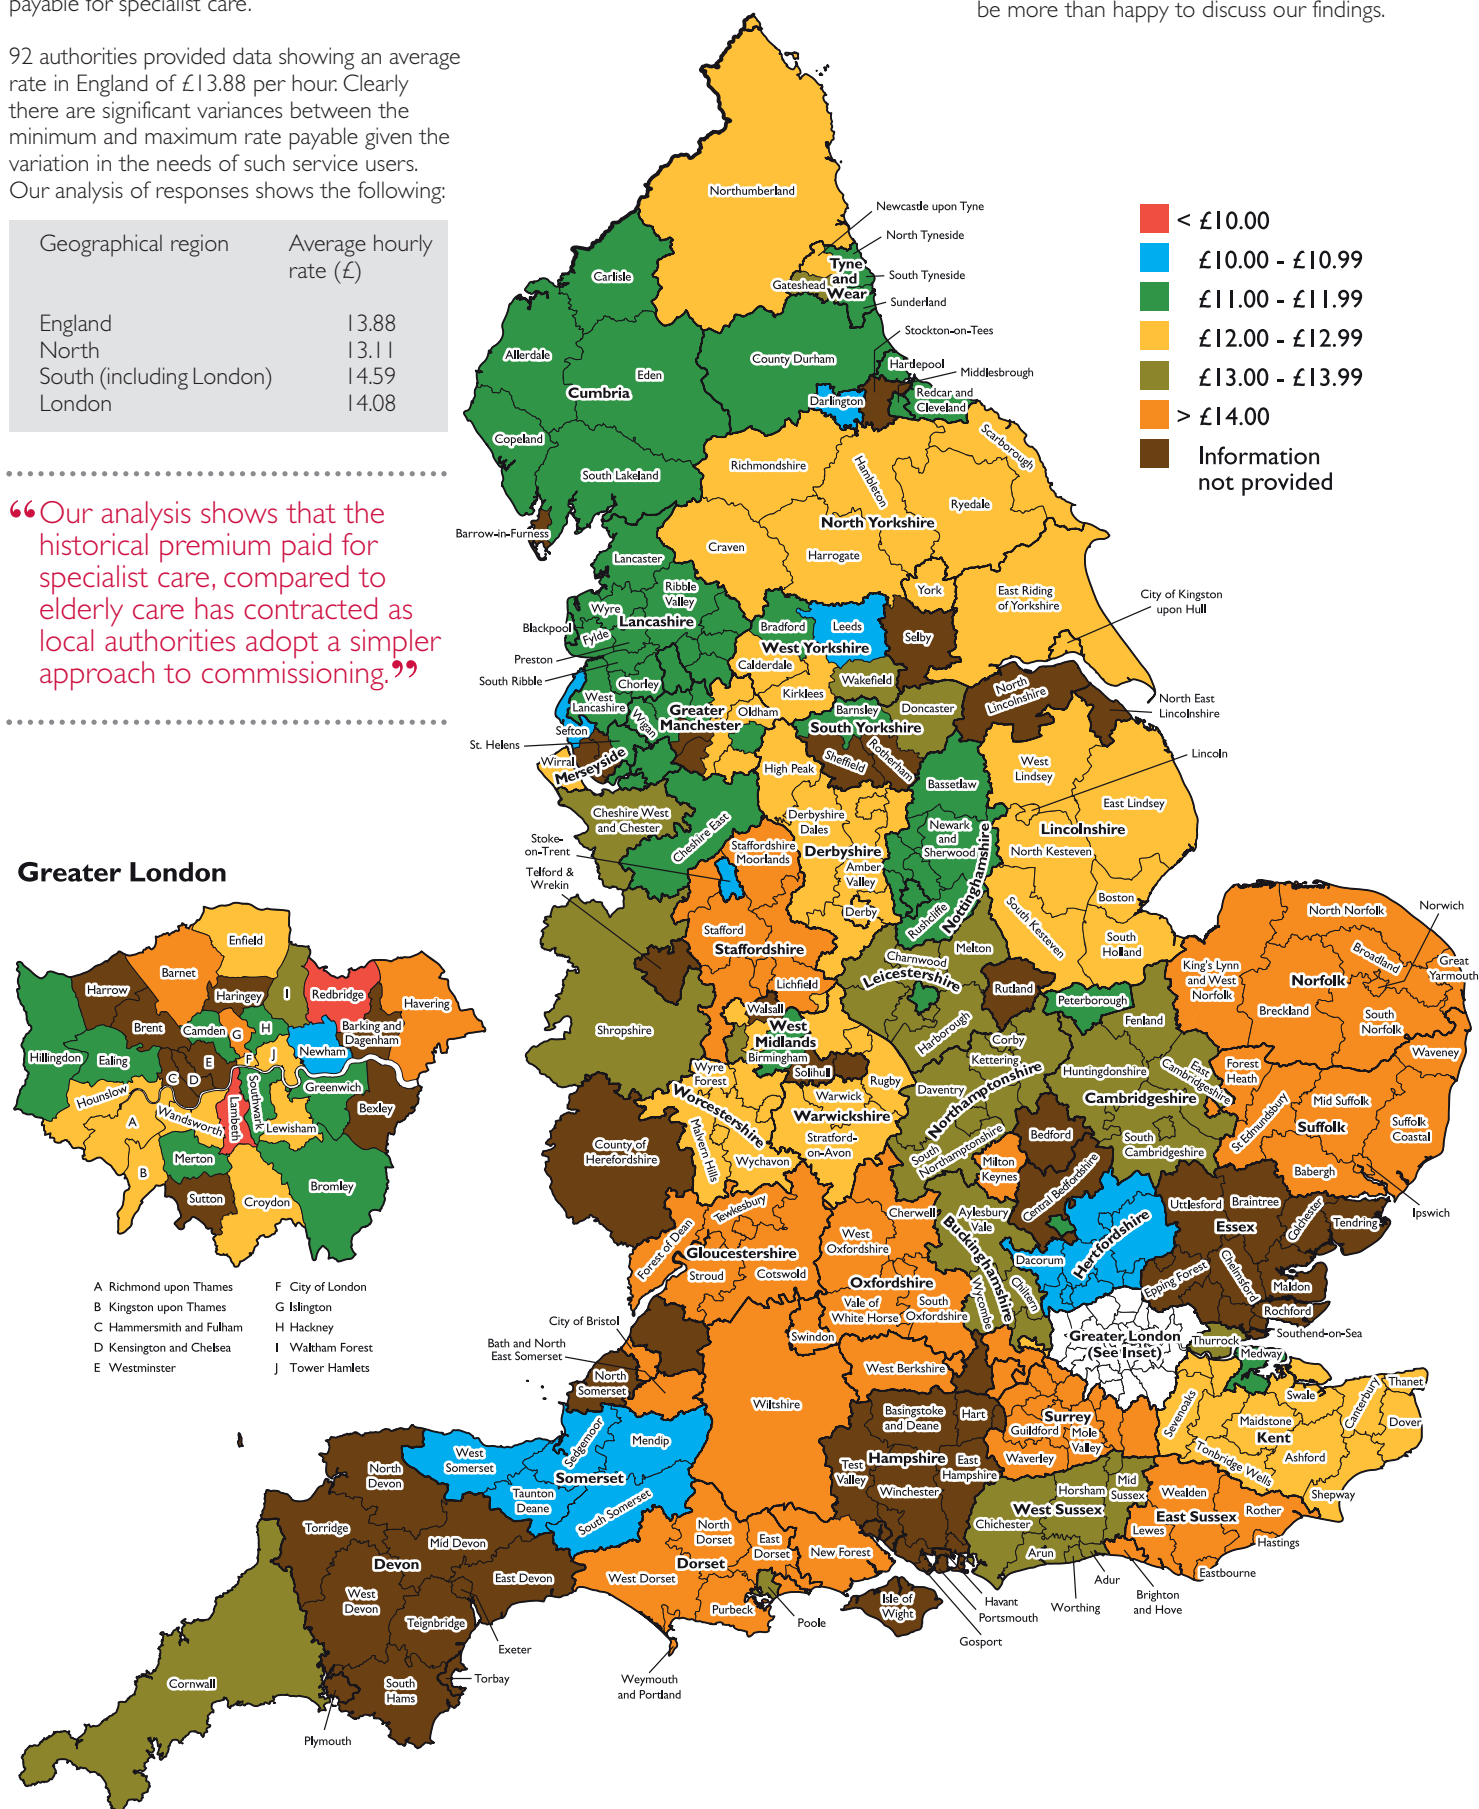 payable for specialist care.
be more than happy to discuss our findings.
92 authorities provided data showing an average
rate in England of £13.88 per hour. Clearly
there are significant variances between the
minimum and maximum rate payable given the
variation in the needs of such service users.
Our analysis of responses shows the following:
Geographical region
Average hourly
rate (£)
England 13.88
North 13.11
South (including London) 14.59
London 14.08
“Our analysis shows that the
historical premium paid for
specialist care, compared to
elderly care has contracted as
local authorities adopt a simpler
approach to commissioning.”
< £10.00
£10.00 - £10.99
£11.00 - £11.99
£12.00 - £12.99
£13.00 - £13.99
> £14.00
Information
not provided
Northumberland
Newcastle upon Tyne
North Tyneside
Tyne
and
Wear
South Tyneside
Gateshead
Sunderland
Carlisle
Stockton-on-Tees
Allerdale
Eden
County Durham
Hartlepool
Middlesbrough
Cumbria
Darlington
Redcar and
Cleveland
Copeland
South Lakeland
Richmondshire
Hambleton
Scarborough
Ryedale
North Yorkshire
Barrow-in-Furness
Craven
Harrogate
Lancaster
York
East Riding
of Yorkshire
City of Kingston
upon Hull
Ribble
Valley
Wyre
Lancashire
Blackpool
Fylde
Bradford
Leeds
Selby
West Yorkshire
Preston
Calderdale
South Ribble
Chorley
Kirklees
Wakefield
West
Lancashire
Wigan
Greater
Manchester
Oldham
Barnsley
Doncaster
North
Lincolnshire
North East
Lincolnshire
Sefton
South Yorkshire
St. Helens
Merseyside
Wirral
High Peak
Sheffield
Rotherham
Bassetlaw
West
Lindsey
Lincoln
East Lindsey
Cheshire West
and Chester
Cheshire East
Derbyshire
Dales
Newark
and
Sherwood
Lincolnshire
North Kesteven
Stoke-
on-Trent
Staffordshire
Moorlands
Derbyshire
Amber
Valley
Nottinghamshire
Telford &
Wrekin
Derby
Rushcliffe
Boston
South Kesteven
South
Holland
Stafford
Staffordshire
Melton
Charnwood
Leicestershire
North Norfolk
Norwich
Broadland
Great
Yarmouth
King's Lynn
and West
Norfolk
Norfolk
Lichfield
Rutland
Peterborough
Breckland
South
Norfolk
Shropshire
Walsall
West
Midlands
Birmingham
Solihull
Harborough
Corby
Fenland
Kettering
Wyre
Forest
Rugby
Daventry
Northamptonshire
Huntingdonshire
East
Cambridgeshire
Forest
Heath
Waveney
Cambridgeshire
Mid Suffolk
Suffolk
Worcestershire
Warwick
Warwickshire
St Edmundsbury
Suffolk
Coastal
County of
Herefordshire
Malvern Hills
Wychavon
Stratford-
on-Avon
South
Northamptonshire
Bedford
South
Cambridgeshire
Babergh
Milton
Keynes
Central Bedfordshire
Ipswich
Tewkesbury
Forest of Dean
Gloucestershire
Stroud
Cotswold
Cherwell
West
Oxfordshire
Aylesbury
Vale
Buckinghamshire
Hertfordshire
Dacorum
Uttlesford
Braintree
Essex
Colchester
Tendring
Oxfordshire
Vale of
White Horse
South
Oxfordshire
Wycombe
Chiltern
Epping Forest
Chelmsford
Maldon
Rochford
City of Bristol
Swindon
Greater London
(See Inset)
Thurrock
Southend-on-Sea
Bath and North
East Somerset
West Berkshire
Medway
North
Somerset
Wiltshire
Basingstoke
and Deane
Hart
Surrey
Guildford
Mole
Valley
Sevenoaks
Swale
Canterbury
Thanet
Maidstone
Kent
Dover
West
Somerset
Sedgemoor
Mendip
Somerset
Test
Valley
Hampshire
East
Hampshire
Waverley
Tonbridge Wells
Ashford
North
Devon
Taunton
Deane
South Somerset
Winchester
Horsham
Mid
Sussex
Wealden
Shepway
Torridge
Mid Devon
North
Dorset
East
Dorset
West Sussex
Chichester
East Sussex
Rother
Lewes
Devon
East Devon
Dorset
New Forest
Arun
Hastings
West
Devon
West Dorset
Eastbourne
Adur
Brighton
and Hove
Teignbridge
Purbeck
Poole
Isle of
Wight
Havant
Portsmouth
Worthing
Gosport
Exeter
Cornwall
South
Hams
Torbay
Weymouth
and Portland
Plymouth
Greater London
Enfield
Barnet
Harrow
Haringey
I
Redbridge
Havering
Brent
Camden
G
H
Barking and
Dagenham
Hillingdon
Ealing
E
F
J
Newham
C
D
Southwark
Greenwich
Hounslow
Lambeth
Bexley
A
Wandsworth
Lewisham
B
Merton
Bromley
Sutton
Croydon
A Richmond upon Thames
B Kingston upon Thames
C Hammersmith and Fulham
D Kensington and Chelsea
E Westminster
F City of London
G Islington
H Hackney
I Waltham Forest
J Tower Hamlets